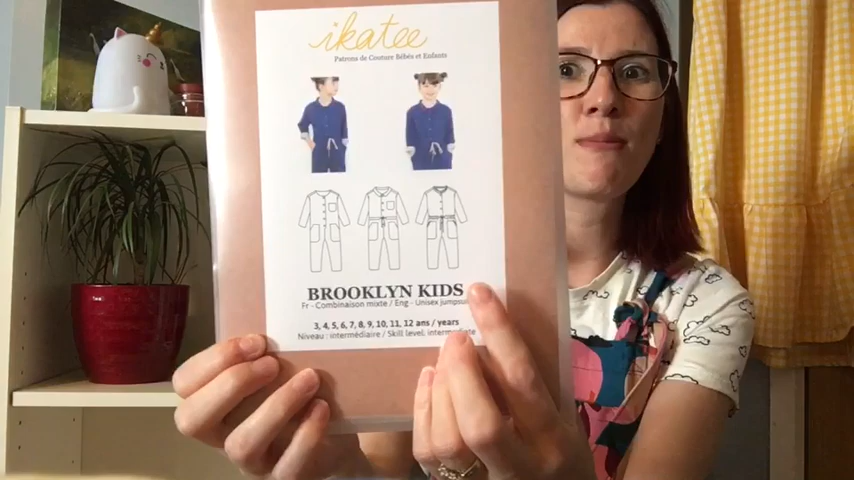 ikatee
Patrons de Couture Bébés et Enfants
BROOKLYN KIDS
Fr - Combinaison mixte / Eng - Unisex jumpsu
3, 4, 5, 6, 7, 8, 9, 10, 11, 12 ans / years
Niveau : intermédiaire / Skill level: intermediate